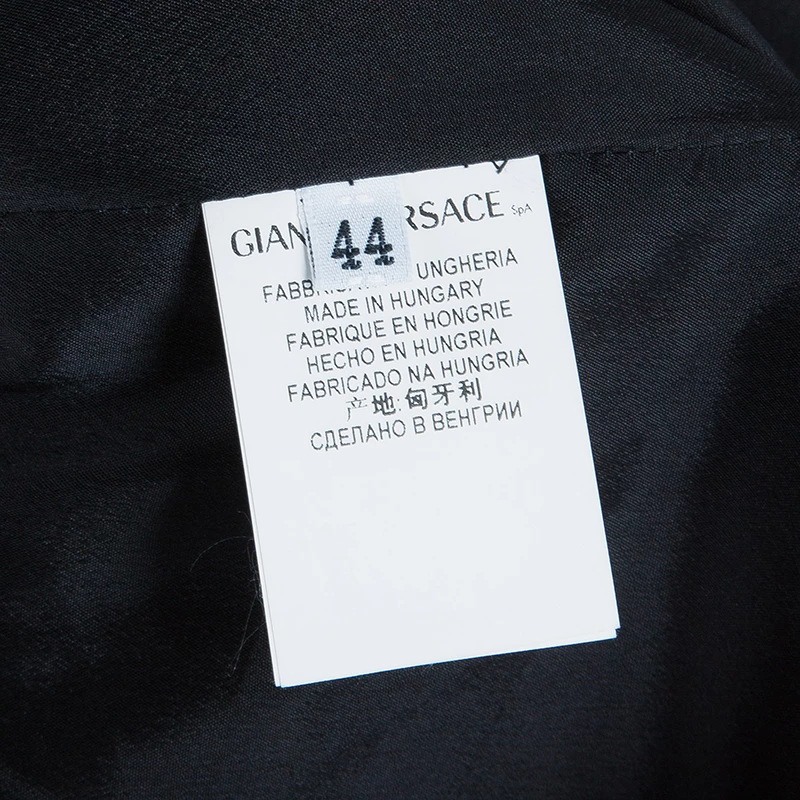 44
GIAN RSACE SpA
FABB UNGHERIA
MADE IN HUNGARY
FABRIQUE EN HONGRIE
HECHO EN HUNGRIA
FABRICADO NA HUNGRIA
产地:匈牙利
СДЕЛАНО В ВЕНГРИИ